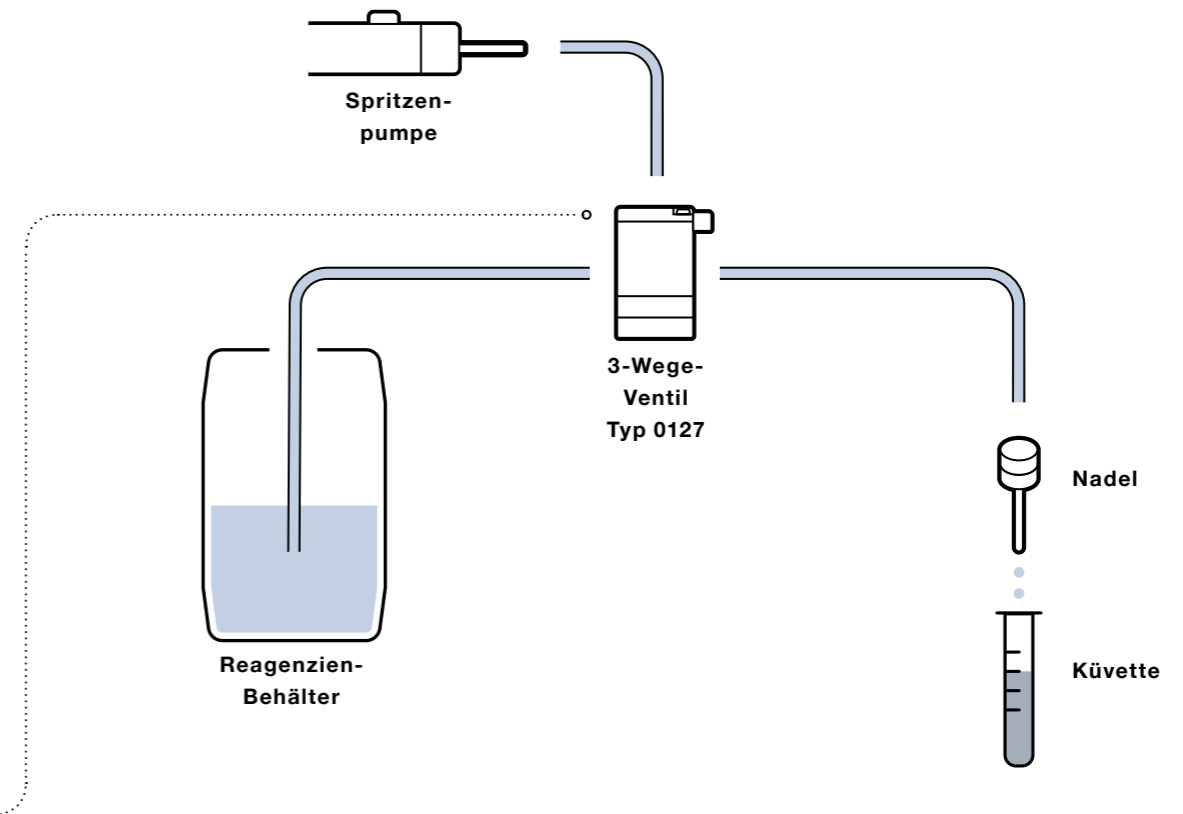 Spritzen-
pumpe
3-Wege-
Ventil
Typ 0127
Nadel
Reagenzien-
Behälter
Küvette